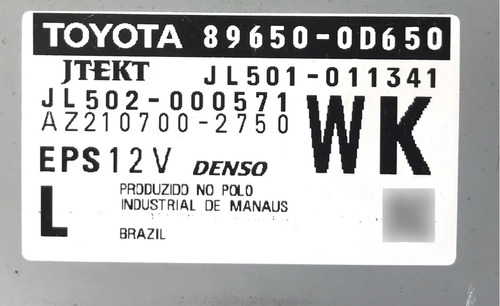 TOYOTA 89650-0D650
JTEKT JL501-011341
JL502-000571
AZ210700-2750
WK
EPS12V DENSO
L
PRODUZIDO NO POLO
INDUSTRIAL DE MANAUS
BRAZIL